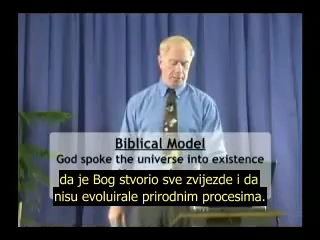 Biblical Model
God spoke the universe into existence
da je Bog stvorio sve zvijezde i da
nisu evoluirale prirodnim procesima.